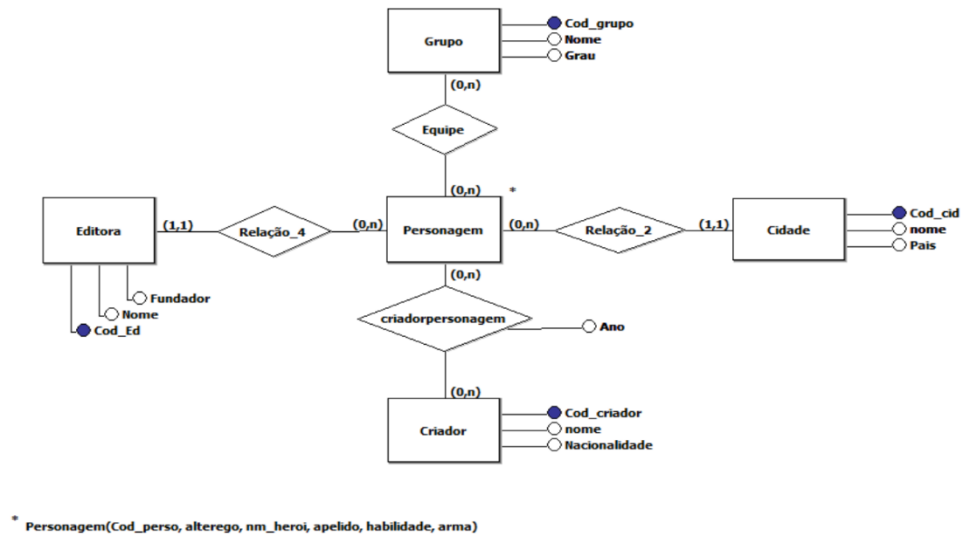 Grupo
Cod_grupo
Nome
Grau
(0,n)
Equipe
(0,n)
*
Editora
(1,1)
Relação_4
(0,n)
Personagem
(0,n)
Relação_2
(1,1)
Cidade
Cod_cid
nome
Pais
Fundador
Nome
Cod_Ed
(0,n)
criadorpersonagem
Ano
(0,n)
Criador
Cod_criador
nome
Nacionalidade
* Personagem(Cod_perso, alterego, nm_heroi, apelido, habilidade, arma)